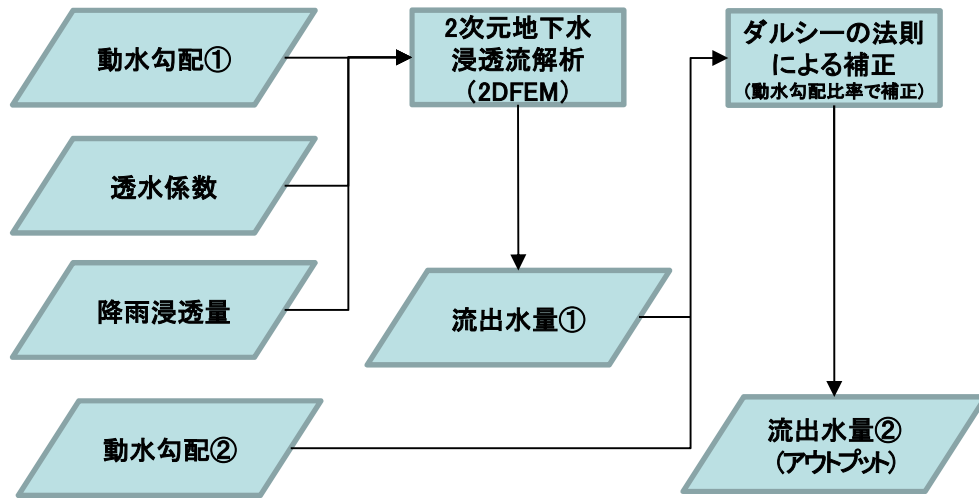 動水勾配①
透水係数
降雨浸透量
動水勾配②
2次元地下水
浸透流解析
(2DFEM)
流出水量①
ダルシーの法則
による補正
(動水勾配比率で補正)
流出水量②
(アウトプット)